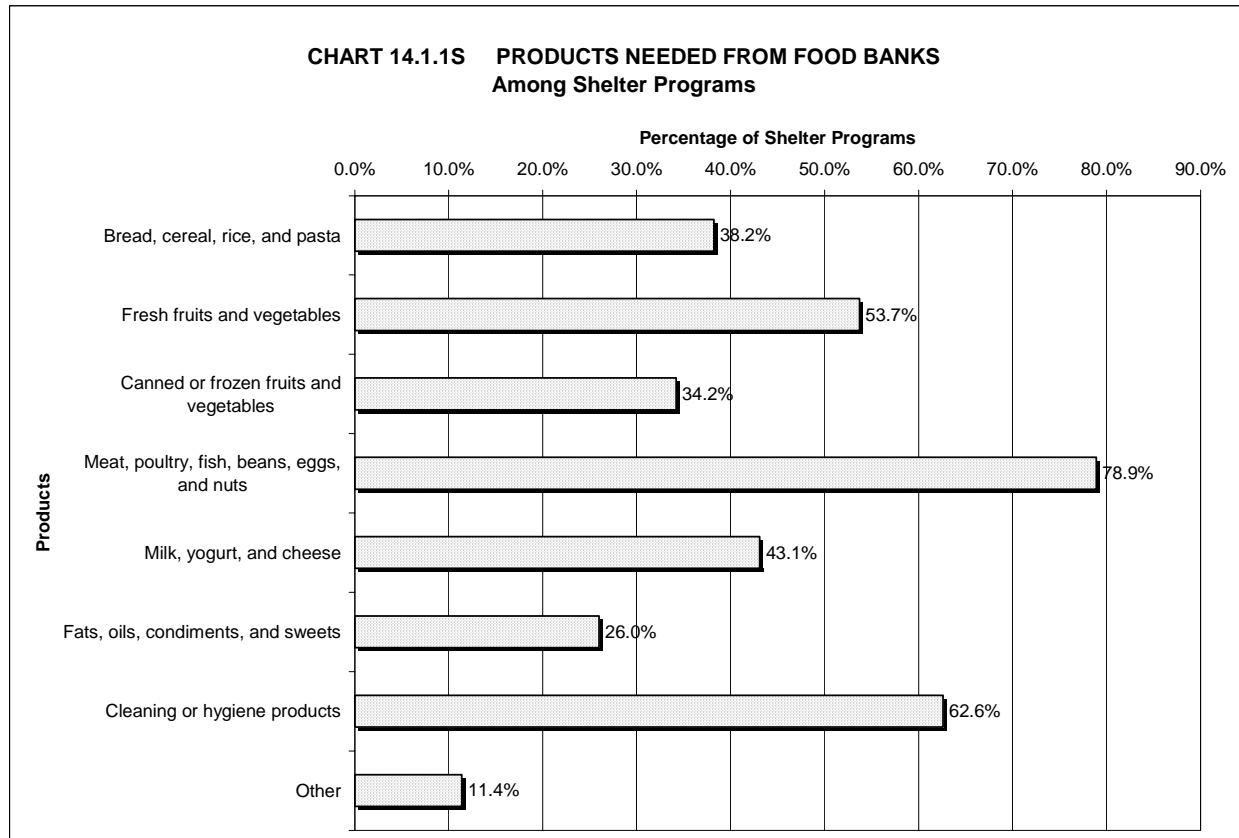 CHART 14.1.1S PRODUCTS NEEDED FROM FOOD BANKS
Among Shelter Programs
Percentage of Shelter Programs
0.0% 10.0% 20.0% 30.0% 40.0% 50.0% 60.0% 70.0% 80.0% 90.0%
Products
Bread, cereal, rice, and pasta 38.2%
Fresh fruits and vegetables 53.7%
Canned or frozen fruits and
vegetables 34.2%
Meat, poultry, fish, beans, eggs,
and nuts 78.9%
Milk, yogurt, and cheese 43.1%
Fats, oils, condiments, and sweets 26.0%
Cleaning or hygiene products 62.6%
Other 11.4%